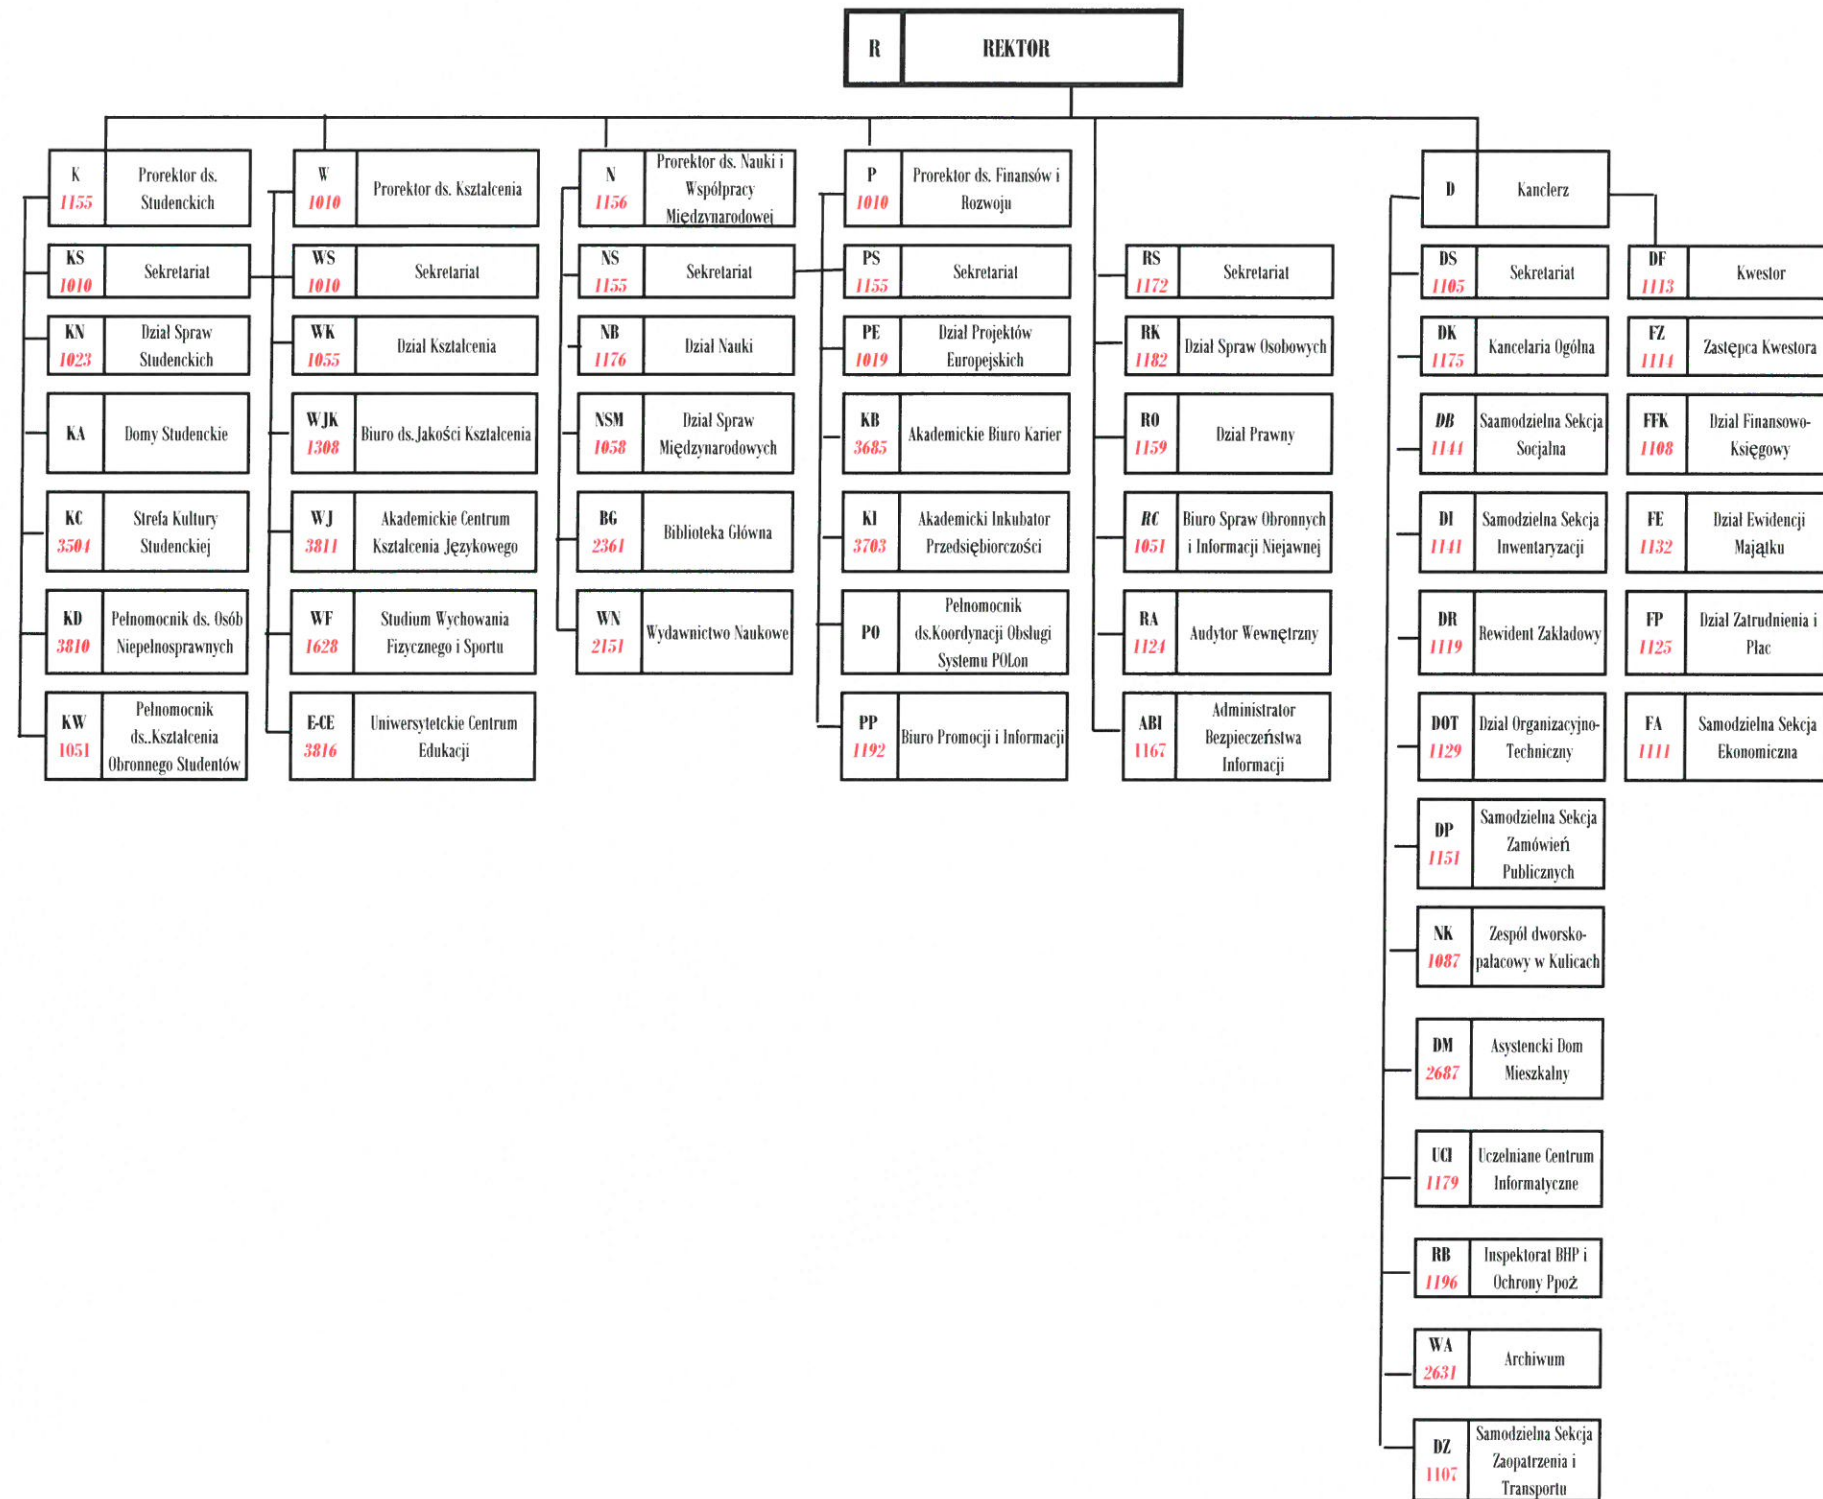 R
REKTOR
K
1155
Prorektor ds.
Studenckich
KS
1010
Sekretariat
KN
1023
Dział Spraw
Studenckich
KA
Domy Studenckie
KC
3504
Strefa Kultury
Studenckiej
KD
3810
Pełnomocnik ds. Osób
Niepełnosprawnych
KW
1051
Pełnomocnik
ds..Kształcenia
Obronnego Studentów
W
1010
Prorektor ds. Kształcenia
WS
1010
Sekretariat
WK
1055
Dział Kształcenia
WJK
1308
Biuro ds.Jakości Kształcenia
WJ
3811
Akademickie Centrum
Kształcenia Językowego
WF
1628
Studium Wychowania
Fizycznego i Sportu
E-CE
3816
Uniwersytetckie Centrum
Edukacji
N
1156
Prorektor ds. Nauki i
Współpracy
Międzynarodowej
NS
1155
Sekretariat
NB
1176
Dział Nauki
NSM
1058
Dział Spraw
Międzynarodowych
BG
2361
Biblioteka Główna
WN
2151
Wydawnictwo Naukowe
P
1010
Prorektor ds. Finansów i
Rozwoju
PS
1155
Sekretariat
PE
1019
Dział Projektów
Europejskich
KB
3685
Akademickie Biuro Karier
KI
3703
Akademicki Inkubator
Przedsiębiorczości
PO
Pełnomocnik
ds.Koordynacji Obsługi
Systemu POLon
PP
1192
Biuro Promocji i Informacji
RS
1172
Sekretariat
RK
1182
Dział Spraw Osobowych
RO
1159
Dział Prawny
RC
1051
Biuro Spraw Obronnych
i Informacji Niejawnej
RA
1124
Audytor Wewnętrzny
ABI
1167
Administrator
Bezpieczeństwa
Informacji
D
Kanclerz
DS
1105
Sekretariat
DK
1175
Kancelaria Ogólna
DB
1144
Saamodzielna Sekcja
Socjalna
DI
1141
Samodzielna Sekcja
Inwentaryzacji
DR
1119
Rewident Zakładowy
DOT
1129
Dział Organizacyjno-
Techniczny
DP
1151
Samodzielna Sekcja
Zamówień
Publicznych
NK
1087
Zespół dworsko-
pałacowy w Kulicach
DM
2687
Asystencki Dom
Mieszkalny
UCI
1179
Uczelniane Centrum
Informatyczne
RB
1196
Inspektorat BHP i
Ochrony Ppoż
WA
2631
Archiwum
DZ
1107
Samodzielna Sekcja
Zaopatrzenia i
Transportu
DF
1113
Kwestor
FZ
1114
Zastępca Kwestora
FFK
1108
Dział Finansowo-
Księgowy
FE
1132
Dział Ewidencji
Majątku
FP
1125
Dział Zatrudnienia i
Płac
FA
1111
Samodzielna Sekcja
Ekonomiczna